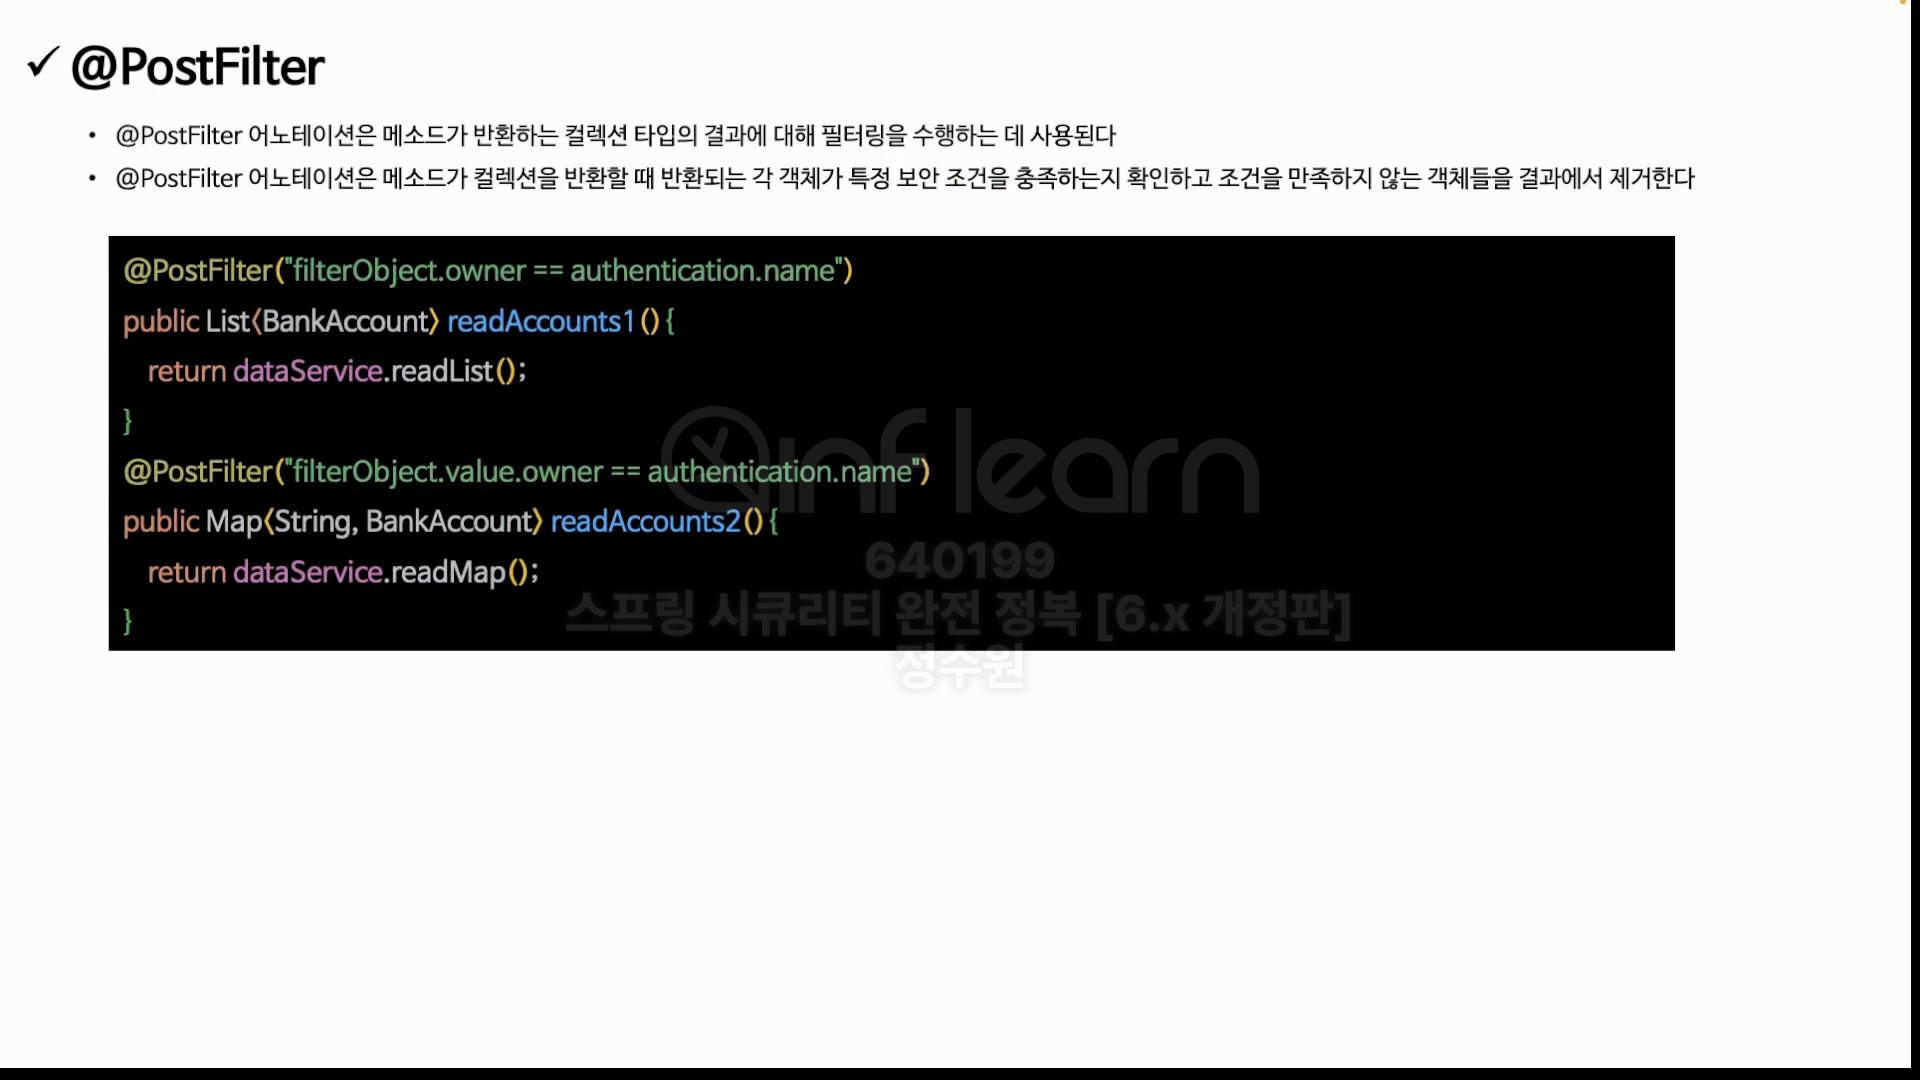 ✓ @PostFilter
• @PostFilter 어노테이션은 메소드가 반환하는 컬렉션 타입의 결과에 대해 필터링을 수행하는 데 사용된다
• @PostFilter 어노테이션은 메소드가 컬렉션을 반환할 때 반환되는 각 객체가 특정 보안 조건을 충족하는지 확인하고 조건을 만족하지 않는 객체들을 결과에서 제거한다
@PostFilter("filterObject.owner == authentication.name")
public List<BankAccount> readAccounts1() {
return dataService.readList();
}
@PostFilter("filterObject.value.owner == authentication.name")
public Map<String, BankAccount> readAccounts2() {
return dataService.readMap();
}
inflearn
640199
스프링 시큐리티 완전 정복 [6.x 개정판]
정수원